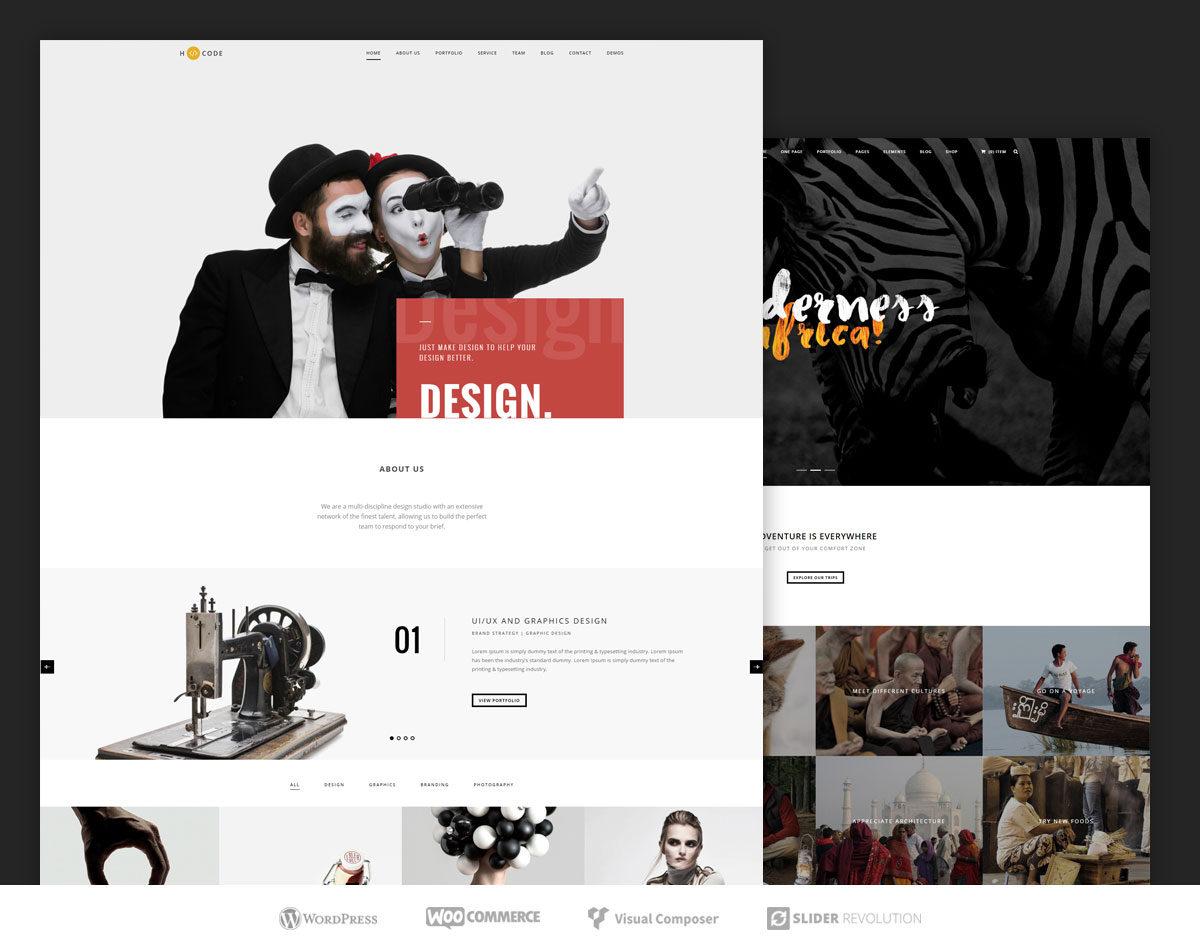 H </> CODE
HOME ABOUT US PORTFOLIO SERVICE TEAM BLOG CONTACT DEMOS
Design
JUST MAKE DESIGN TO HELP YOUR
DESIGN BETTER.
DESIGN.
ABOUT US
We are a multi-discipline design studio with an extensive
network of the finest talent, allowing us to build the perfect
team to respond to your brief.
01
UI/UX AND GRAPHICS DESIGN
BRAND STRATEGY | GRAPHIC DESIGN
Lorem Ipsum is simply dummy text of the printing & typesetting industry. Lorem Ipsum
has been the industry's standard dummy. Lorem Ipsum is simply dummy text of the
printing & typesetting industry.
VIEW PORTFOLIO
ALL DESIGN GRAPHICS BRANDING PHOTOGRAPHY
ONE PAGE PORTFOLIO PAGES ELEMENTS BLOG SHOP (0) ITEM
derness
africa!
DVENTURE IS EVERYWHERE
GET OUT OF YOUR COMFORT ZONE
EXPLORE OUR TRIPS
MEET DIFFERENT CULTURES
GO ON A VOYAGE
APPRECIATE ARCHITECTURE
TRY NEW FOODS
WORDPRESS
WOO COMMERCE
Visual Composer
SLIDER REVOLUTION